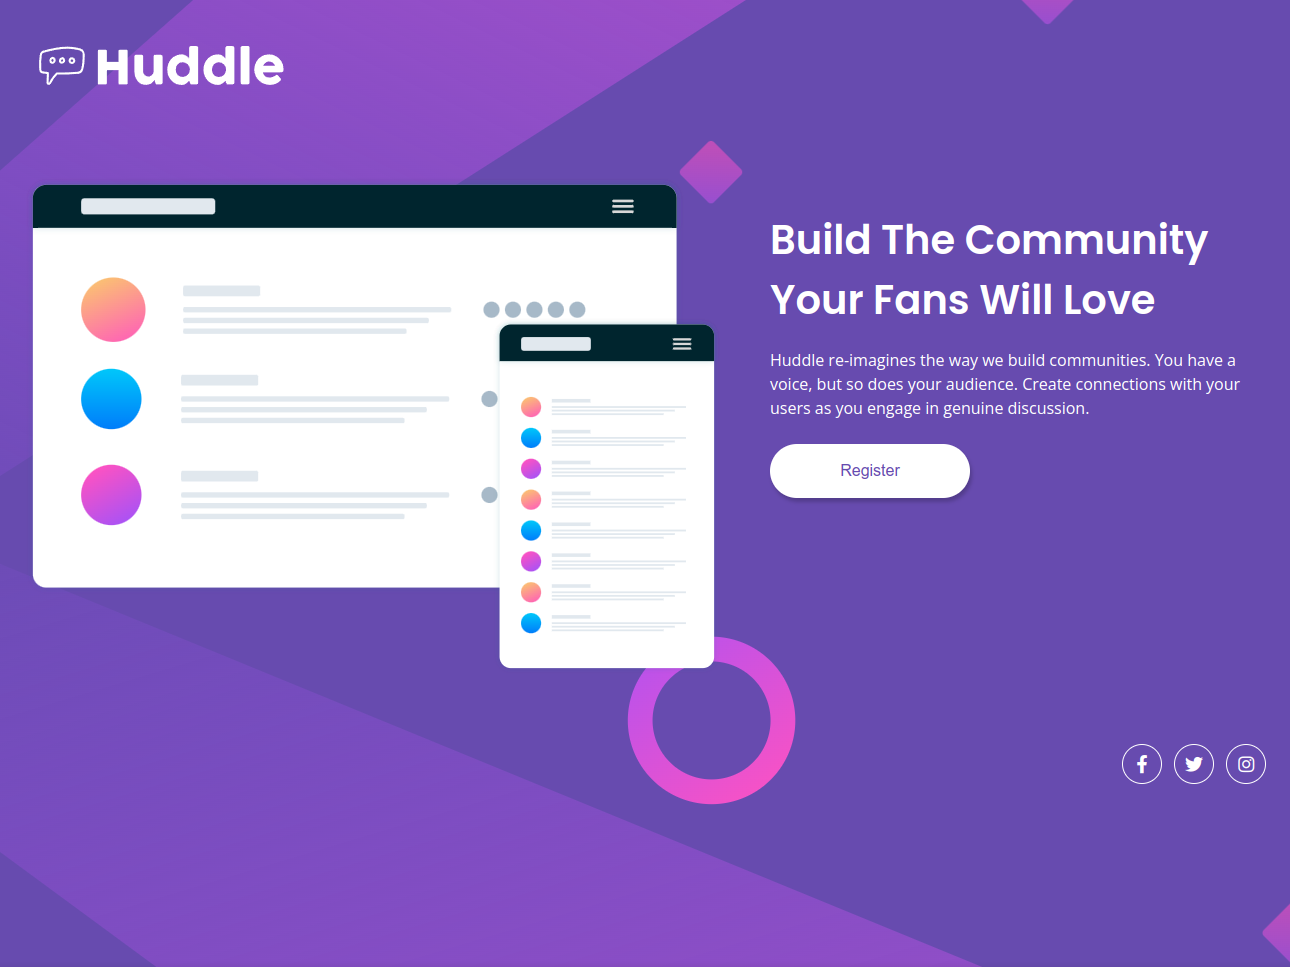 Huddle
Build The Community
Your Fans Will Love
Huddle re-imagines the way we build communities. You have a
voice, but so does your audience. Create connections with your
users as you engage in genuine discussion.
Register